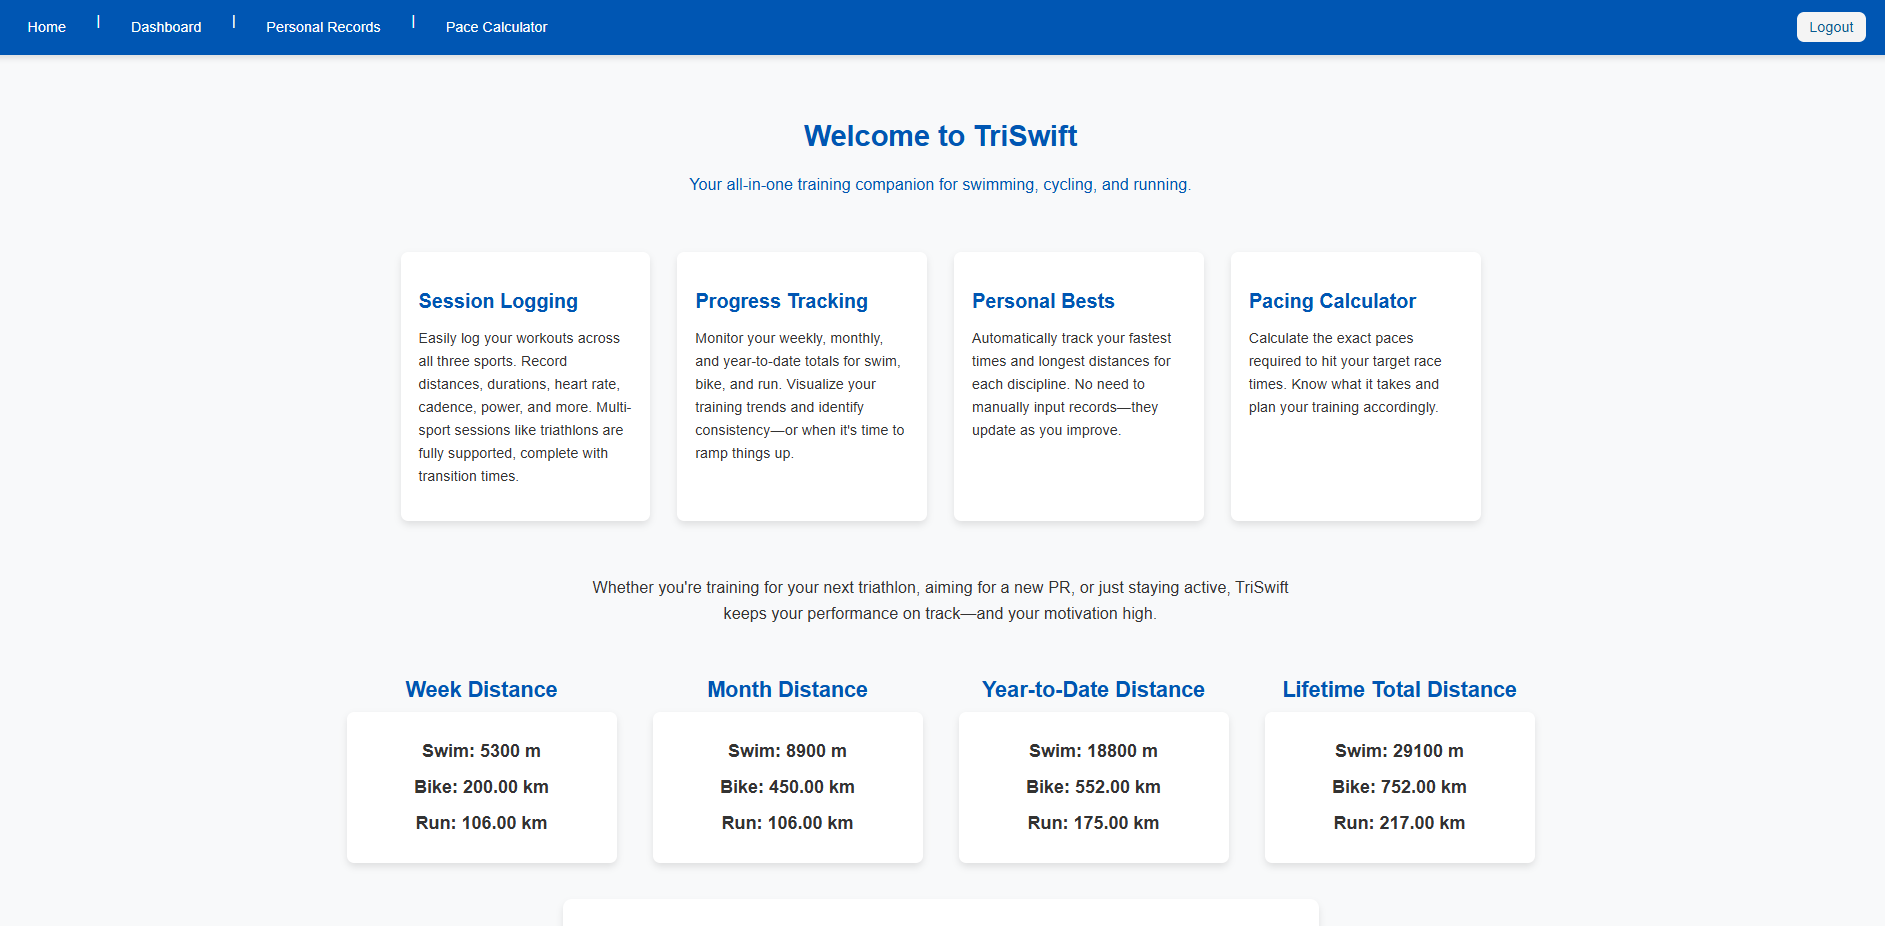 Home | Dashboard | Personal Records | Pace Calculator Logout
Welcome to TriSwift
Your all-in-one training companion for swimming, cycling, and running.
Session Logging
Easily log your workouts across
all three sports. Record
distances, durations, heart rate,
cadence, power, and more. Multi-
sport sessions like triathlons are
fully supported, complete with
transition times.
Progress Tracking
Monitor your weekly, monthly,
and year-to-date totals for swim,
bike, and run. Visualize your
training trends and identify
consistency—or when it's time to
ramp things up.
Personal Bests
Automatically track your fastest
times and longest distances for
each discipline. No need to
manually input records—they
update as you improve.
Pacing Calculator
Calculate the exact paces
required to hit your target race
times. Know what it takes and
plan your training accordingly.
Whether you're training for your next triathlon, aiming for a new PR, or just staying active, TriSwift
keeps your performance on track—and your motivation high.
Week Distance
Swim: 5300 m
Bike: 200.00 km
Run: 106.00 km
Month Distance
Swim: 8900 m
Bike: 450.00 km
Run: 106.00 km
Year-to-Date Distance
Swim: 18800 m
Bike: 552.00 km
Run: 175.00 km
Lifetime Total Distance
Swim: 29100 m
Bike: 752.00 km
Run: 217.00 km